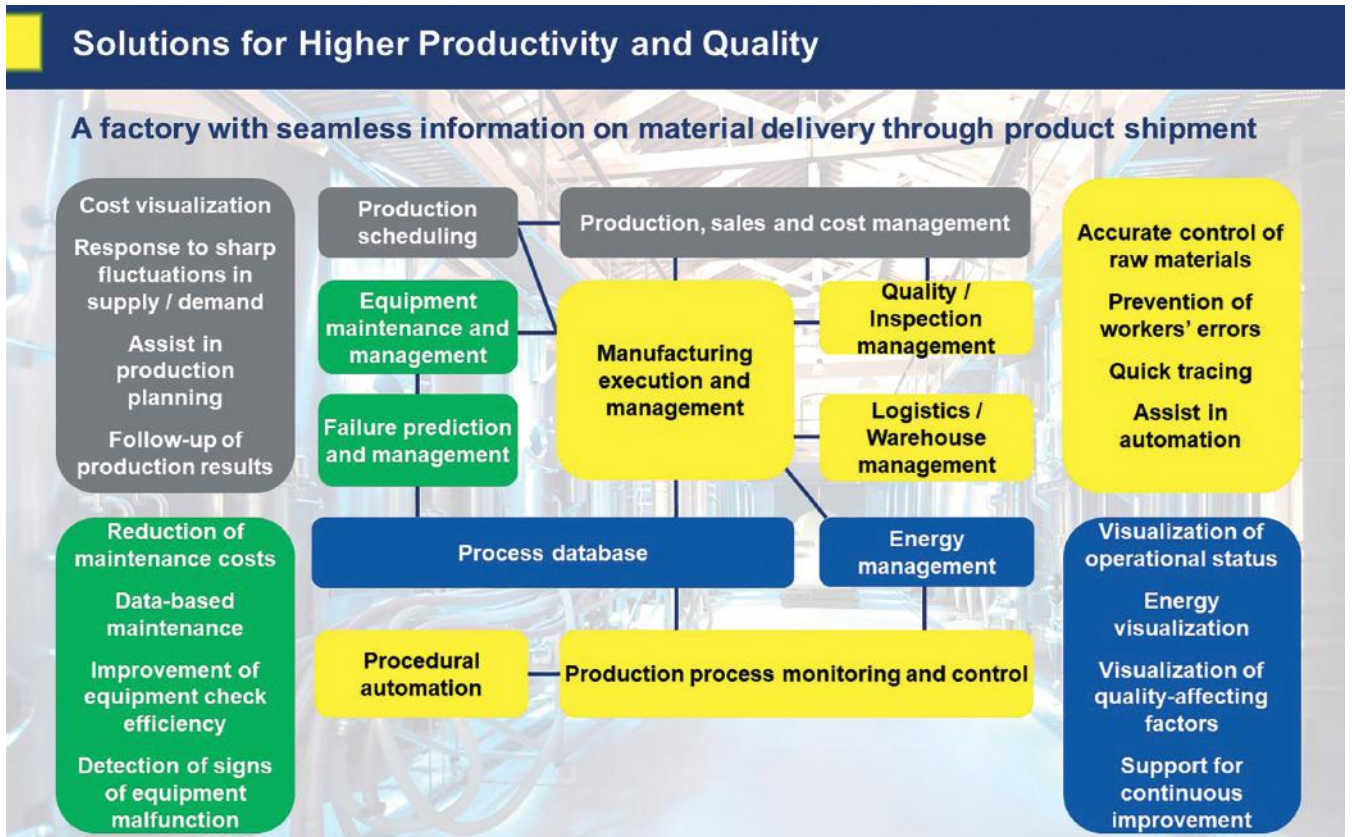 Solutions for Higher Productivity and Quality
A factory with seamless information on material delivery through product shipment
Cost visualization
Response to sharp
fluctuations in
supply / demand
Assist in
production
planning
Follow-up of
production results
Production
scheduling
Production, sales and cost management
Equipment
maintenance and
management
Manufacturing
execution and
management
Quality /
Inspection
management
Failure prediction
and management
Logistics /
Warehouse
management
Accurate control of
raw materials
Prevention of
workers’ errors
Quick tracing
Assist in
automation
Reduction of
maintenance costs
Data-based
maintenance
Improvement of
equipment check
efficiency
Detection of signs
of equipment
malfunction
Process database
Energy
management
Procedural
automation
Production process monitoring and control
Visualization of
operational status
Energy
visualization
Visualization of
quality-affecting
factors
Support for
continuous
improvement